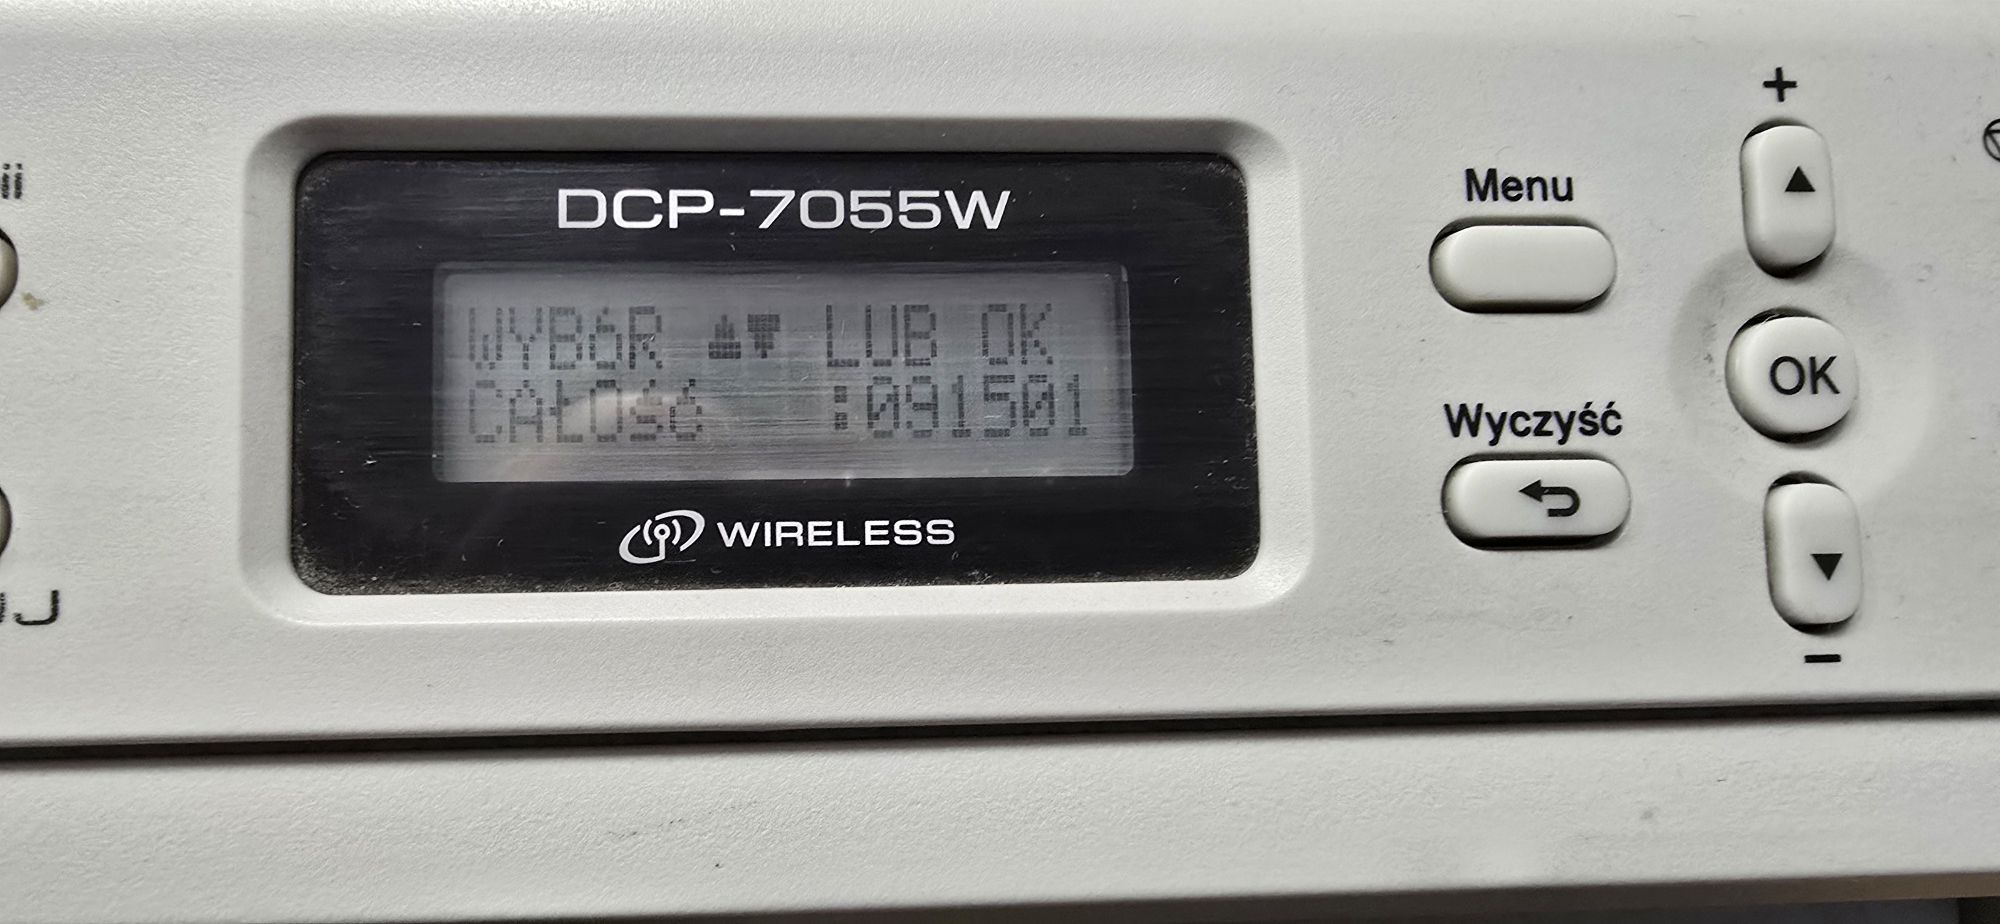 DCP-7055W
WYBóR ▲▼ LUB OK
CAŁOść :091501
WIRELESS
Menu
Wyczyść
+
OK
−